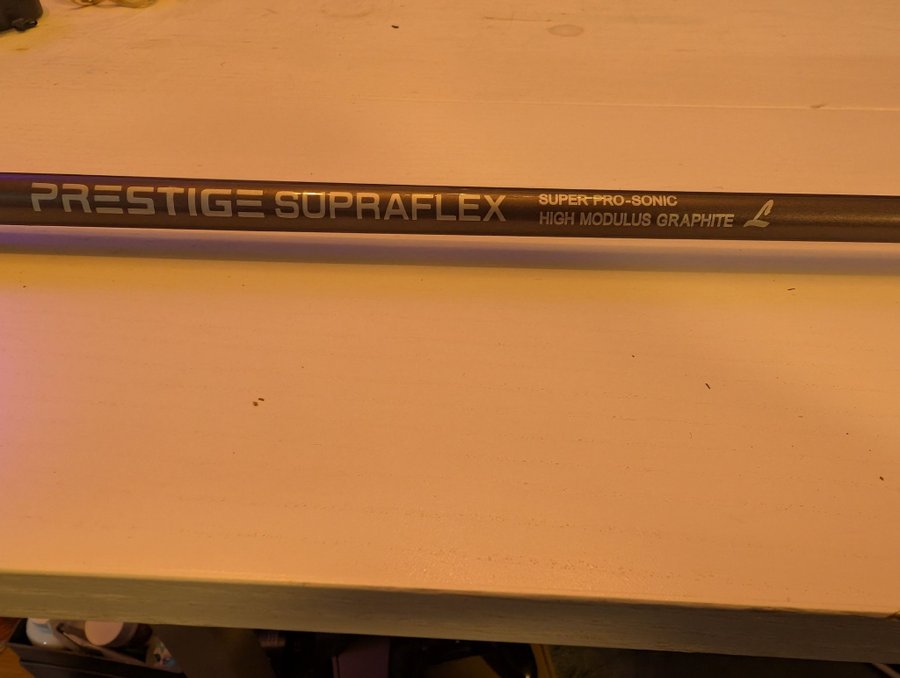 PRESTIGE SUPRAFLEX
SUPER PRO-SONIC
HIGH MODULUS GRAPHITE L